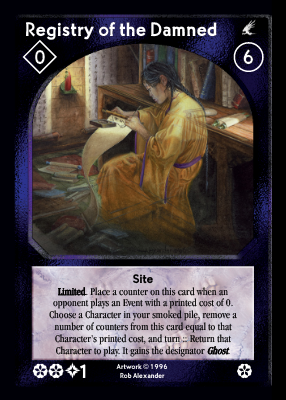 Registry of the Damned
0
6
Site
Limited. Place a counter on this card when an
opponent plays an Event with a printed cost of 0.
Choose a Character in your smoked pile, remove a
number of counters from this card equal to that
Character's printed cost, and turn :: Return that
Character to play. It gains the designator Ghost.
1
Artwork © 1996
Rob Alexander